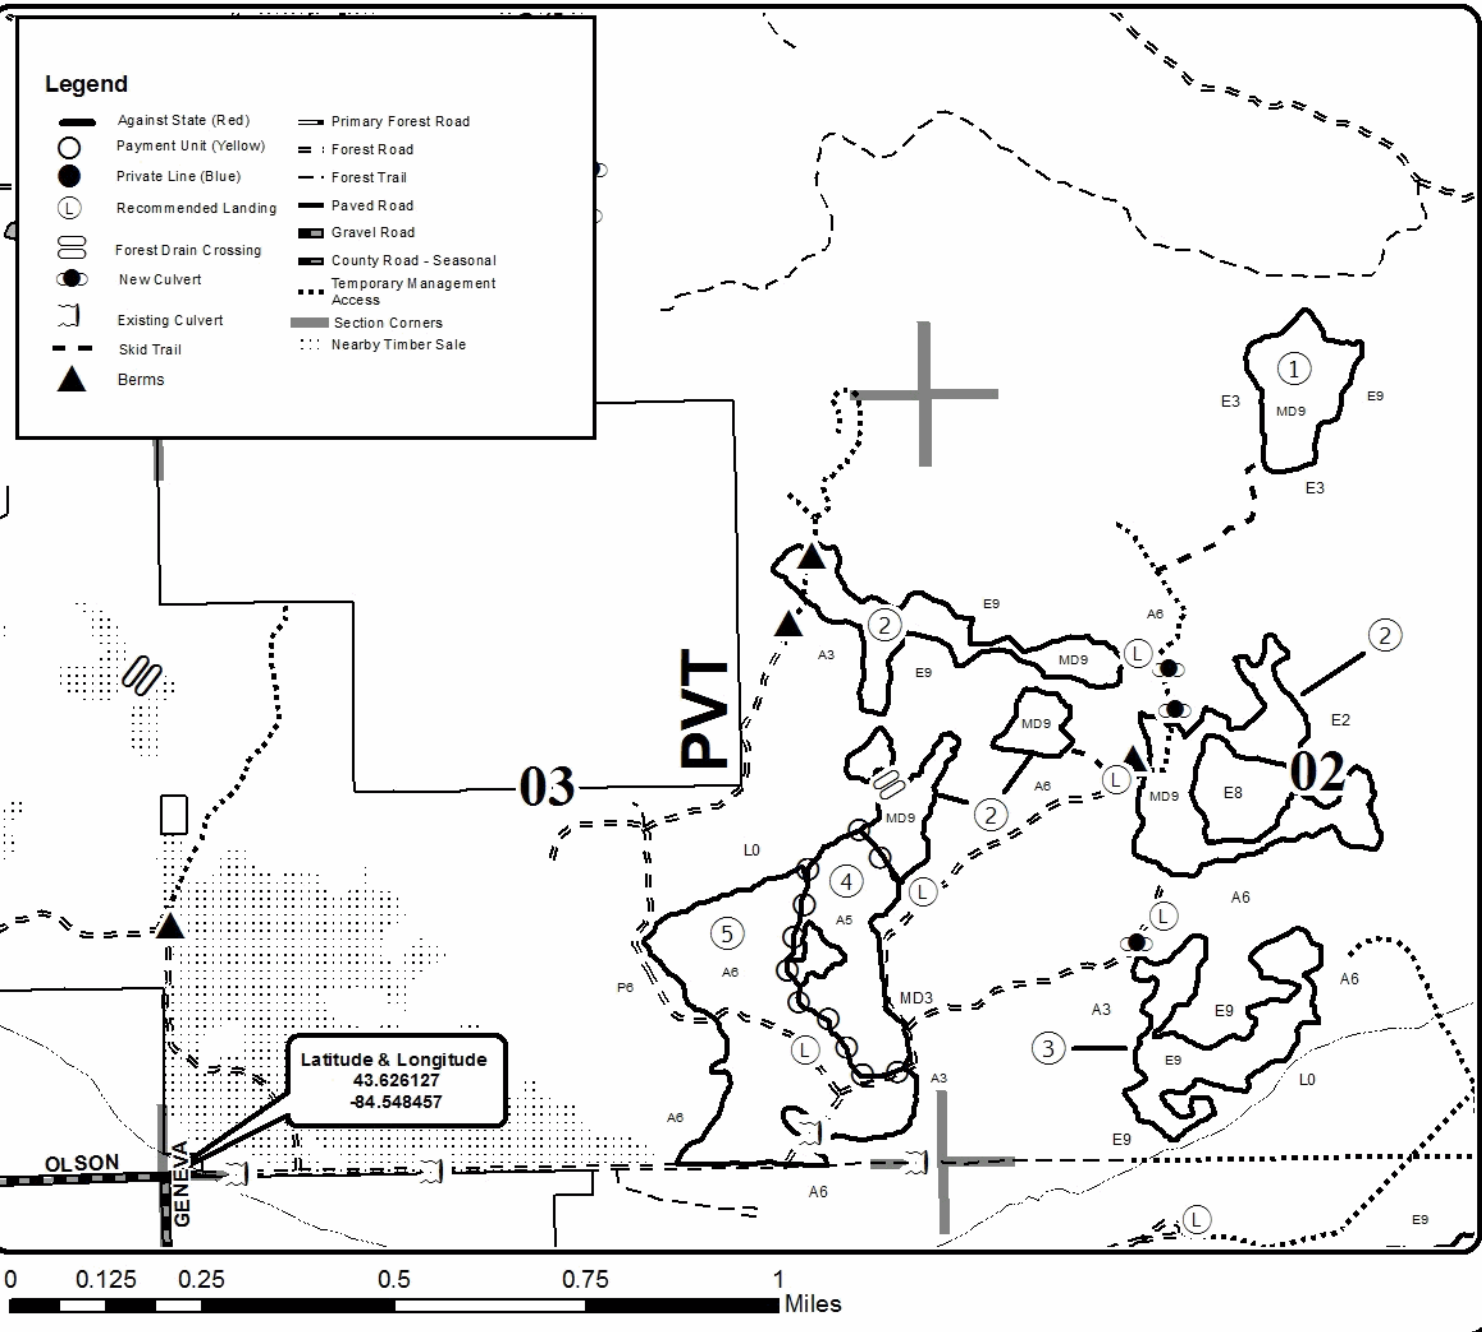 Legend
Against State (Red)
Payment Unit (Yellow)
Private Line (Blue)
L Recommended Landing
Forest Drain Crossing
New Culvert
Existing Culvert
Skid Trail
Berms
Primary Forest Road
Forest Road
Forest Trail
Paved Road
Gravel Road
County Road - Seasonal
Temporary Management
Access
Section Corners
Nearby Timber Sale
1
E3
MD9
E9
E3
A6
2
E9
A3
E9
MD9
L
2
E2
PVT
03
MD9
A6
L
MD9
E8
02
MD9
2
L0
4
A5
L
5
A6
P6
MD3
L
A6
L
A6
A3
E9
3
E9
L0
E9
A3
A6
A6
L
E9
Latitude & Longitude
43.626127
-84.548457
OLSON
GENEVA
0 0.125 0.25 0.5 0.75 1
Miles